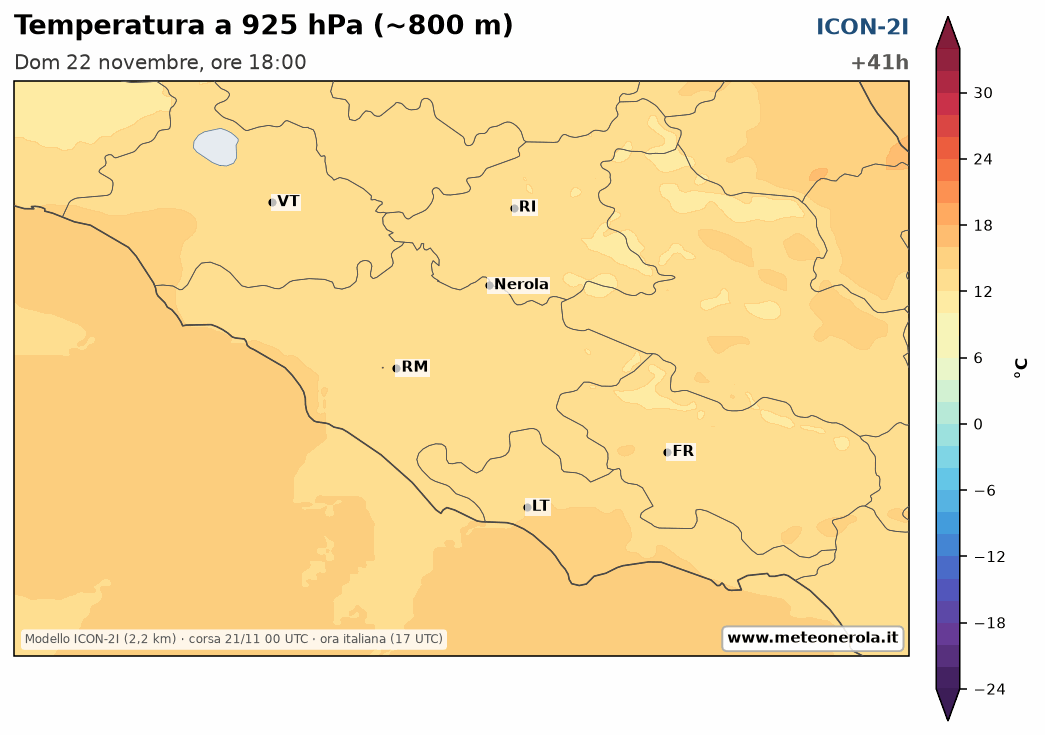 Temperatura a 925 hPa (~800 m)
ICON-2I
Dom 22 novembre, ore 18:00
+41h
VT
RI
Nerola
RM
FR
LT
Modello ICON-2I (2,2 km) · corsa 21/11 00 UTC · ora italiana (17 UTC)
www.meteonerola.it
30
24
18
12
6
0
−6
−12
−18
−24
°C